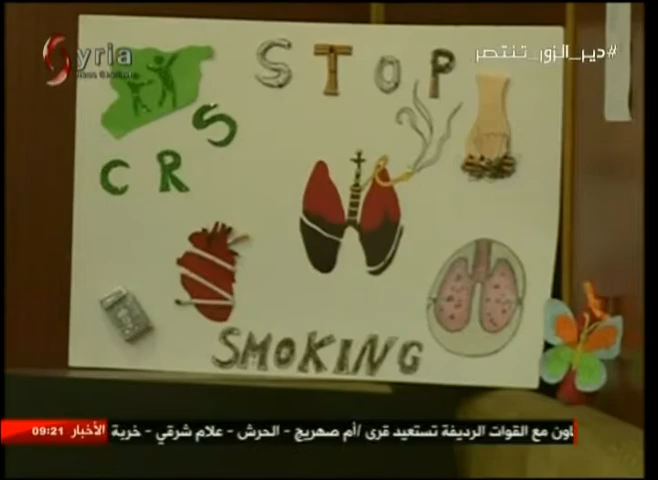 Syria
#دير_الزور_تنتصر
STOP
CRS
SMOKING
الأخبار 09:21
اون مع القوات الرديفة تستعيد قرى /أم صهريج - الحرش - علام شرقي - خربة